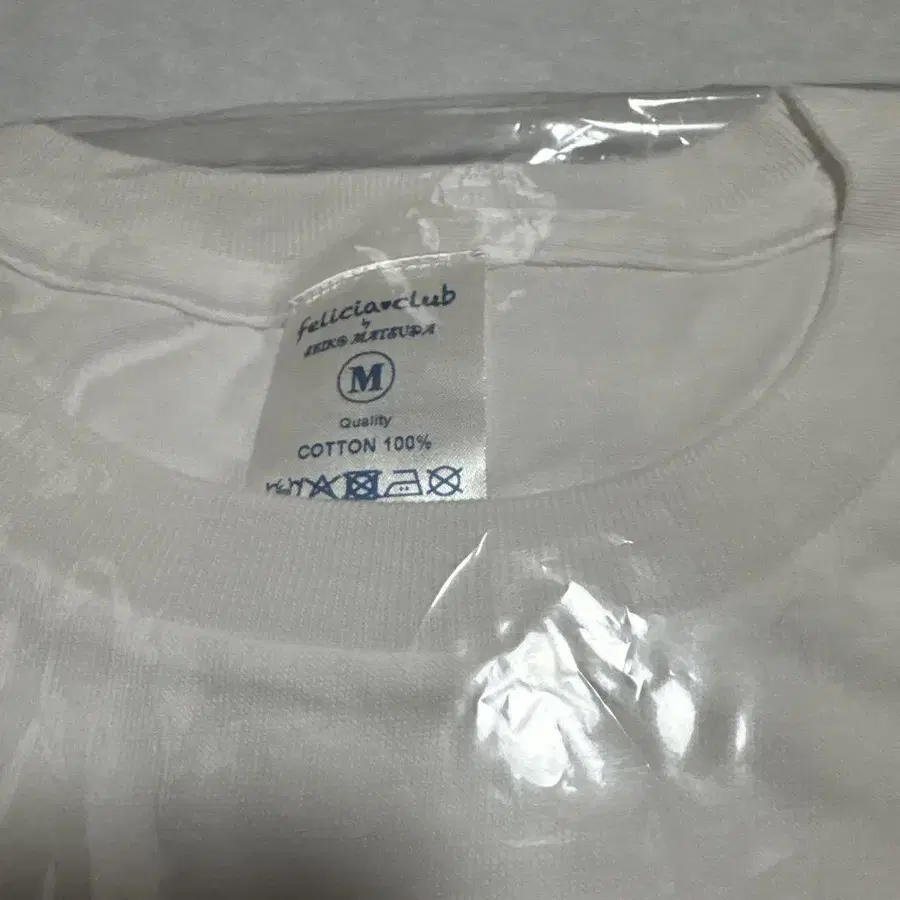 felicia♥club
by
SEIKO MATSUDA
M
Quality
COTTON 100%